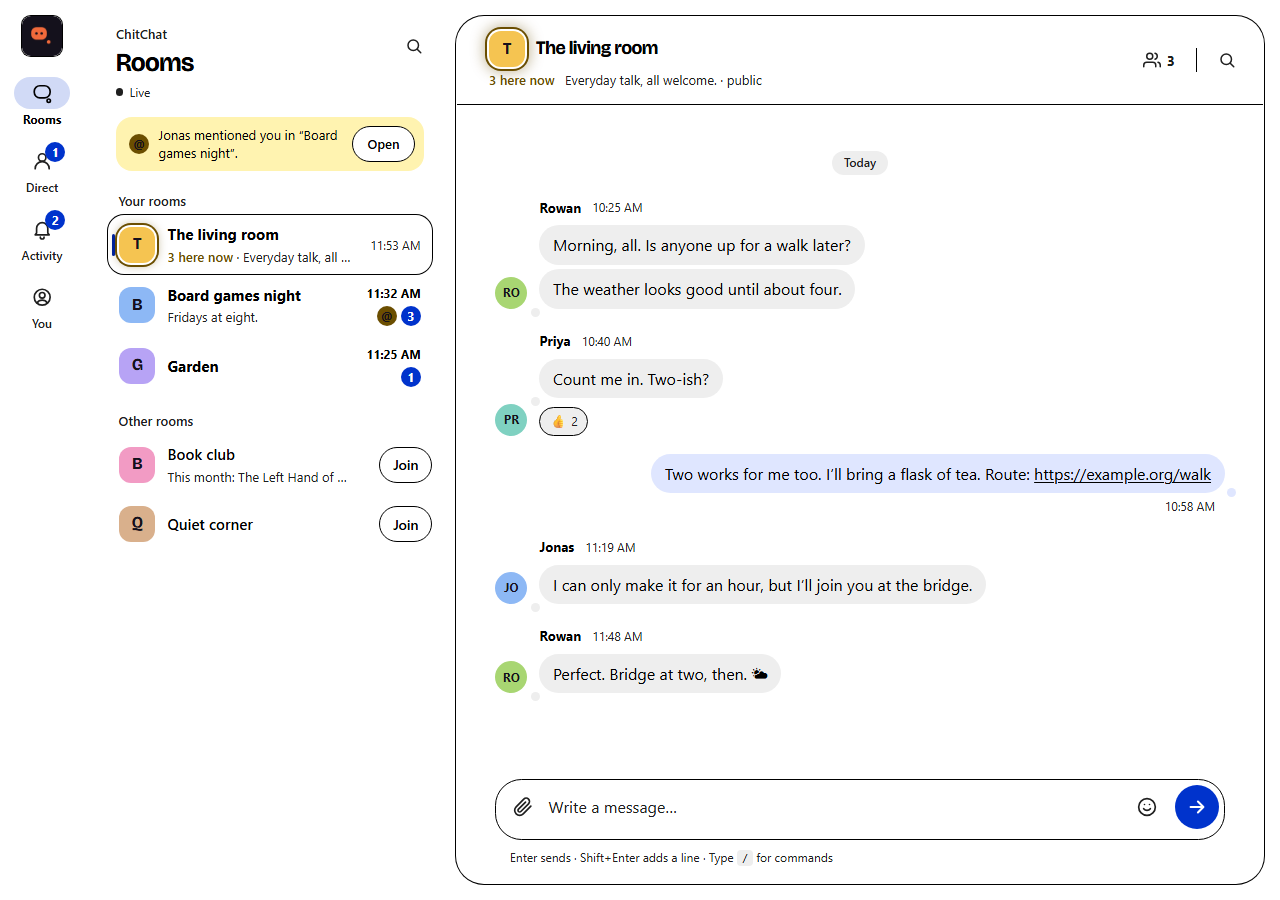 ChitChat
Rooms
Live
Rooms
1
Direct
2
Activity
You
@ Jonas mentioned you in “Board
games night”.
Open
Your rooms
T The living room 11:53 AM
3 here now · Everyday talk, all ...
B Board games night 11:32 AM
Fridays at eight. @ 3
G Garden 11:25 AM
1
Other rooms
B Book club Join
This month: The Left Hand of ...
Q Quiet corner Join
T The living room
3 here now Everyday talk, all welcome. · public
3
Today
Rowan 10:25 AM
Morning, all. Is anyone up for a walk later?
RO The weather looks good until about four.
Priya 10:40 AM
Count me in. Two-ish?
PR 👍 2
Two works for me too. I’ll bring a flask of tea. Route: https://example.org/walk
10:58 AM
Jonas 11:19 AM
JO I can only make it for an hour, but I’ll join you at the bridge.
Rowan 11:48 AM
RO Perfect. Bridge at two, then. 🌥
Write a message...
Enter sends · Shift+Enter adds a line · Type / for commands